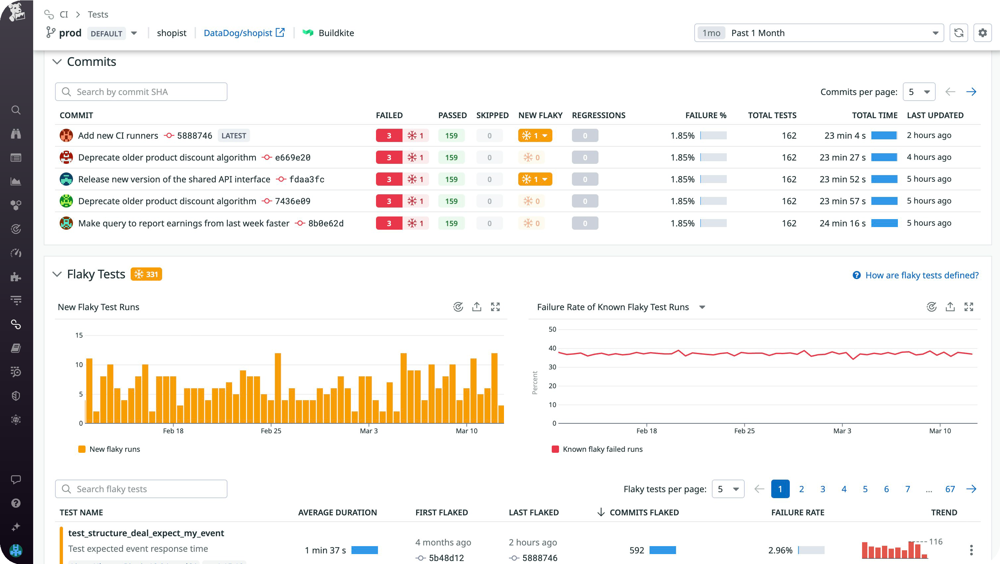 CI > Tests
prod DEFAULT shopist DataDog/shopist Buildkite 1mo Past 1 Month
Commits
Search by commit SHA Commits per page: 5
COMMIT FAILED PASSED SKIPPED NEW FLAKY REGRESSIONS FAILURE % TOTAL TESTS TOTAL TIME LAST UPDATED
Add new CI runners 5888746 LATEST 3 1 159 0 1 0 1.85% 162 23 min 4 s 2 hours ago
Deprecate older product discount algorithm e669e20 3 1 159 0 0 0 1.85% 162 23 min 27 s 4 hours ago
Release new version of the shared API interface fdaa3fc 3 1 159 0 1 0 1.85% 162 23 min 52 s 5 hours ago
Deprecate older product discount algorithm 7436e09 3 1 159 0 0 0 1.85% 162 23 min 57 s 5 hours ago
Make query to report earnings from last week faster 8b0e62d 3 1 159 0 0 0 1.85% 162 24 min 16 s 5 hours ago
Flaky Tests 331 How are flaky tests defined?
New Flaky Test Runs
15
10
5
0
Feb 18 Feb 25 Mar 3 Mar 10
New flaky runs
Failure Rate of Known Flaky Test Runs
Percent
50
40
30
20
10
0
Feb 18 Feb 25 Mar 3 Mar 10
Known flaky failed runs
Search flaky tests Flaky tests per page: 5 1 2 3 4 5 6 7 ... 67
TEST NAME AVERAGE DURATION FIRST FLAKED LAST FLAKED COMMITS FLAKED FAILURE RATE TREND
test_structure_deal_expect_my_event
Test expected event response time
1 min 37 s
4 months ago
5b48d12
2 hours ago
5888746
592
2.96%
116